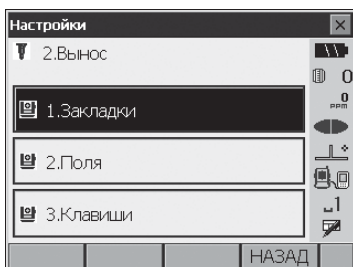 Настройки
2.Вынос
0
0
PPM
1.Закладки
2.Поля
3.Клавиши
1
НАЗАД